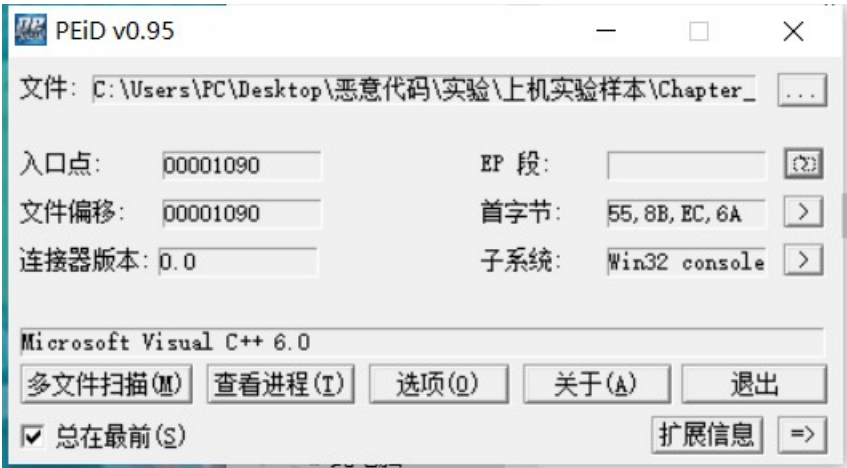 PEiD v0.95
文件: C:\Users\PC\Desktop\恶意代码\实验\上机实验样本\Chapter_ ...
入口点: 00001090 EP 段:
文件偏移: 00001090 首字节: 55,8B,EC,6A >
连接器版本: 0.0 子系统: Win32 console >
Microsoft Visual C++ 6.0
多文件扫描(M) 查看进程(T) 选项(O) 关于(A) 退出
总在最前(S) 扩展信息 =>